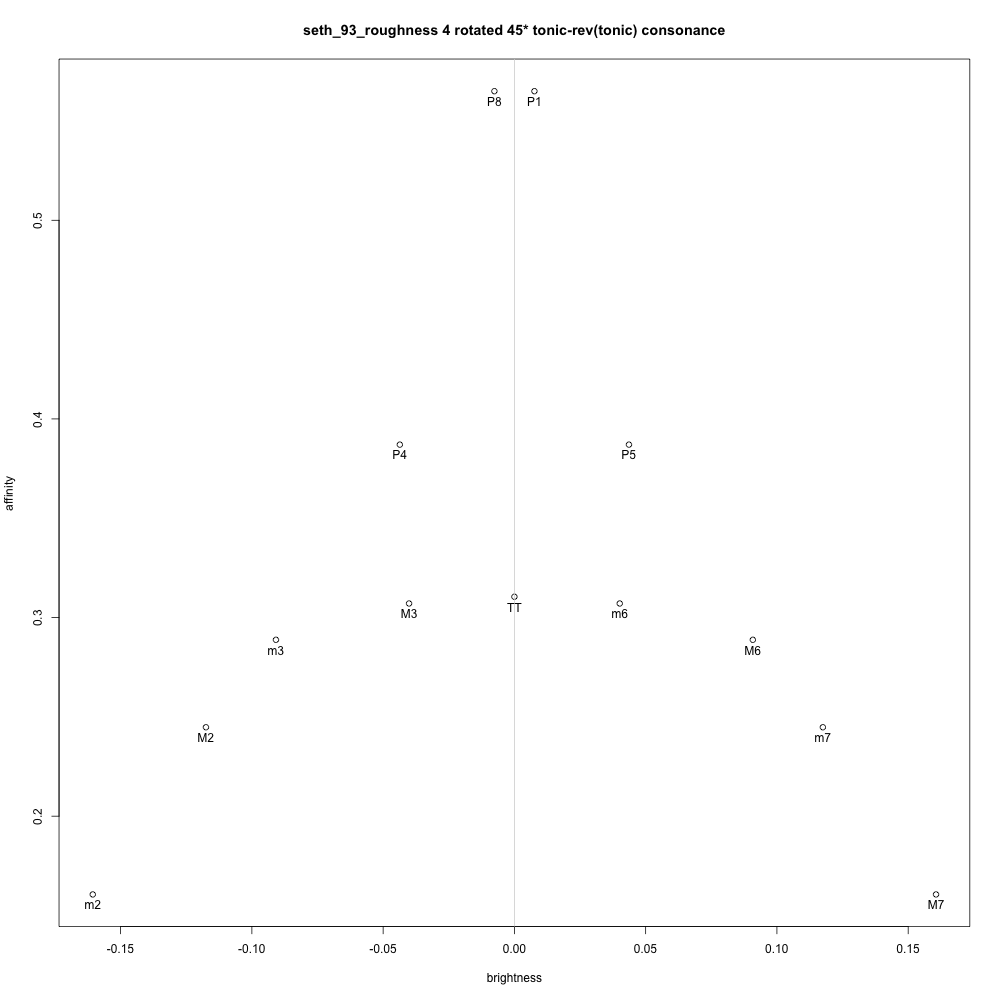 seth_93_roughness 4 rotated 45* tonic-rev(tonic) consonance
P8 P1
0.5
0.4
P4 P5
affinity
0.3
M3 TT m6
m3 M6
M2 m7
0.2
m2 M7
-0.15 -0.10 -0.05 0.00 0.05 0.10 0.15
brightness